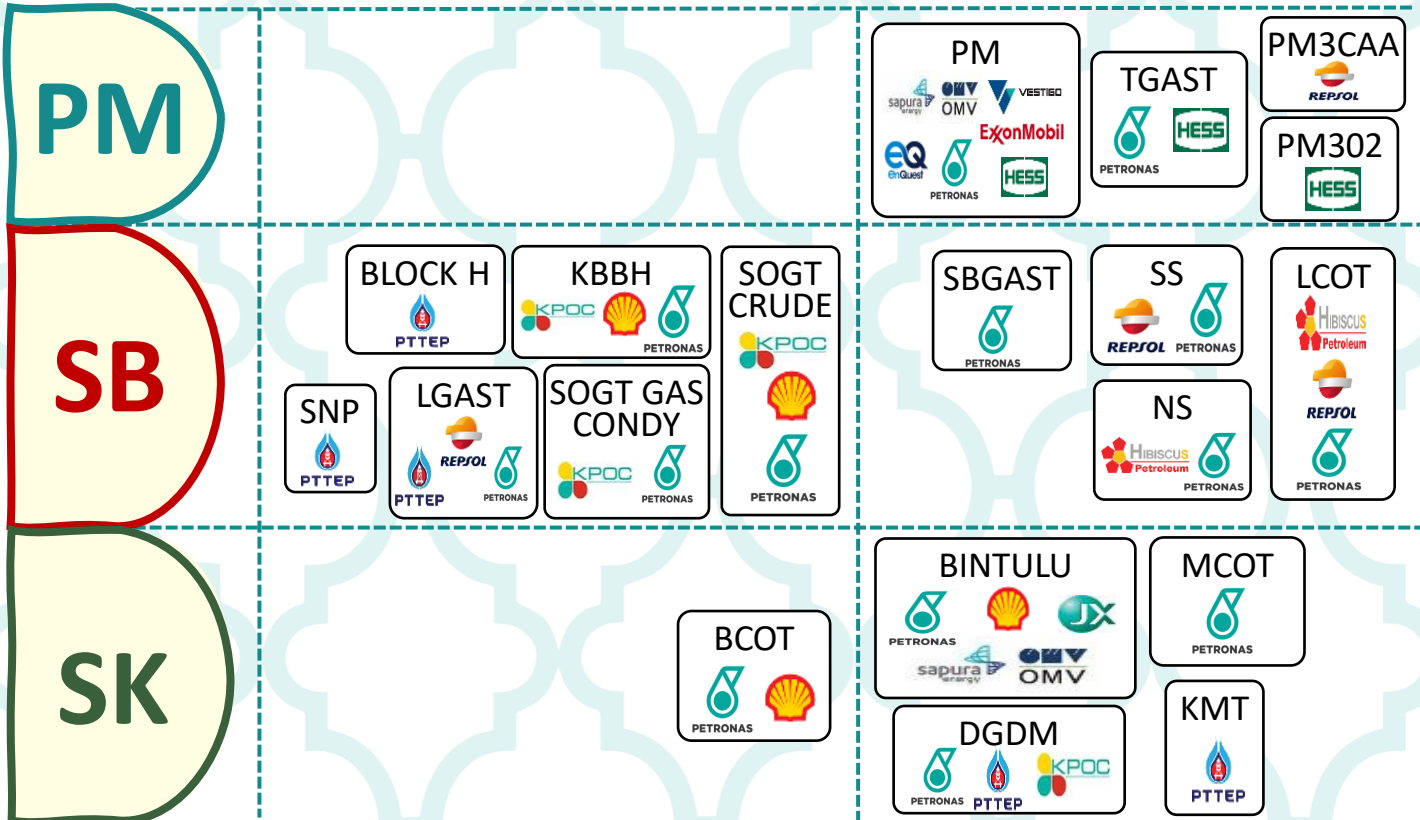 PM
PM
sapura
energy
OMV
OMV
VESTIGO
ExxonMobil
EQ
EnQuest
PETRONAS
HESS
TGAST
PETRONAS
HESS
PM3CAA
REPSOL
PM302
HESS
SB
BLOCK H
PTTEP
KBBH
KPOC
PETRONAS
SOGT
CRUDE
KPOC
PETRONAS
SNP
PTTEP
LGAST
REPSOL
PTTEP
PETRONAS
SOGT GAS
CONDY
KPOC
PETRONAS
SBGAST
PETRONAS
SS
REPSOL
PETRONAS
LCOT
HIBISCUS
Petroleum
REPSOL
PETRONAS
NS
HIBISCUS
Petroleum
PETRONAS
SK
BCOT
PETRONAS
BINTULU
PETRONAS
JX
sapura
energy
OMV
OMV
MCOT
PETRONAS
DGDM
PETRONAS
PTTEP
KPOC
KMT
PTTEP